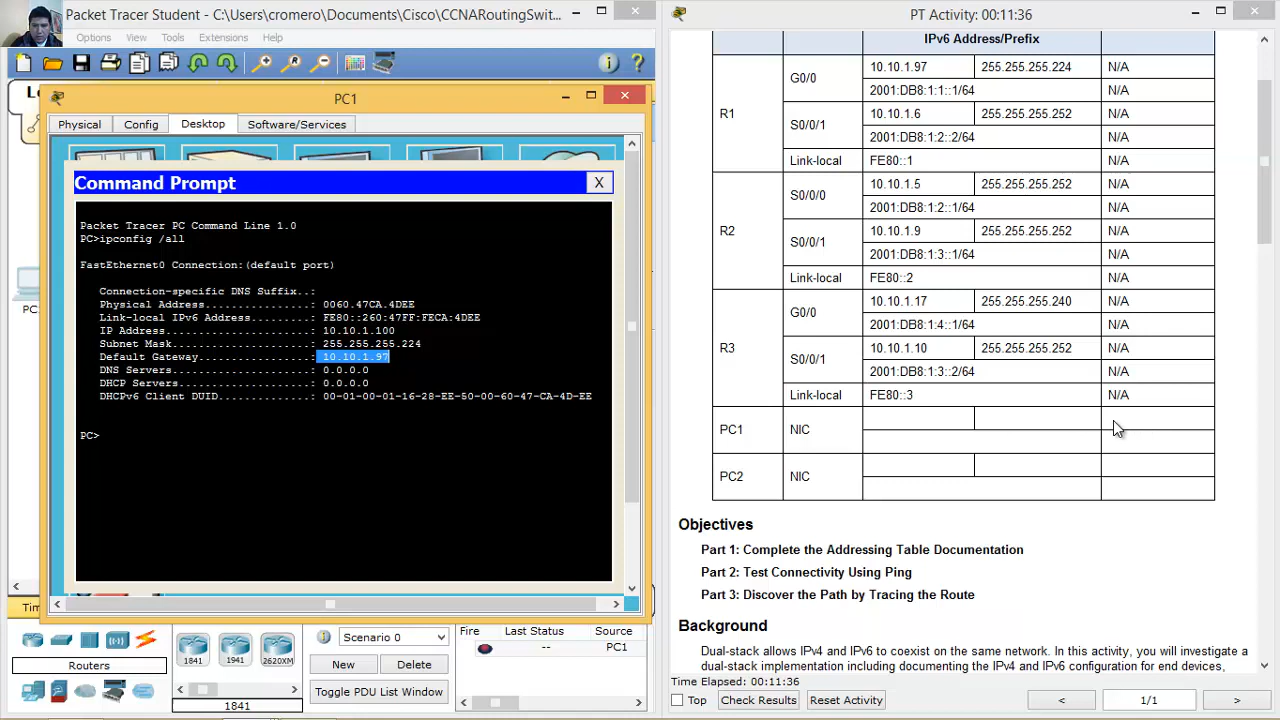 Packet Tracer Student - C:\Users\cromero\Documents\Cisco\CCNARoutingSwit...
Options View Tools Extensions Help
PC1
Physical Config Desktop Software/Services
Command Prompt X
Packet Tracer PC Command Line 1.0
PC>ipconfig /all
FastEthernet0 Connection:(default port)
Connection-specific DNS Suffix..:
Physical Address................: 0060.47CA.4DEE
Link-local IPv6 Address.........: FE80::260:47FF:FECA:4DEE
IP Address......................: 10.10.1.100
Subnet Mask.....................: 255.255.255.224
Default Gateway.................: 10.10.1.97
DNS Servers.....................: 0.0.0.0
DHCP Servers....................: 0.0.0.0
DHCPv6 Client DUID..............: 00-01-00-01-16-28-EE-50-00-60-47-CA-4D-EE
PC>
Routers
1841 1941 2620XM
1841
Scenario 0
New Delete
Toggle PDU List Window
Fire Last Status Source
-- PC1
PT Activity: 00:11:36
IPv6 Address/Prefix
R1 G0/0 10.10.1.97 255.255.255.224 N/A
2001:DB8:1:1::1/64 N/A
S0/0/1 10.10.1.6 255.255.255.252 N/A
2001:DB8:1:2::2/64 N/A
Link-local FE80::1 N/A
R2 S0/0/0 10.10.1.5 255.255.255.252 N/A
2001:DB8:1:2::1/64 N/A
S0/0/1 10.10.1.9 255.255.255.252 N/A
2001:DB8:1:3::1/64 N/A
Link-local FE80::2 N/A
R3 G0/0 10.10.1.17 255.255.255.240 N/A
2001:DB8:1:4::1/64 N/A
S0/0/1 10.10.1.10 255.255.255.252 N/A
2001:DB8:1:3::2/64 N/A
Link-local FE80::3 N/A
PC1 NIC
PC2 NIC
Objectives
Part 1: Complete the Addressing Table Documentation
Part 2: Test Connectivity Using Ping
Part 3: Discover the Path by Tracing the Route
Background
Dual-stack allows IPv4 and IPv6 to coexist on the same network. In this activity, you will investigate a
dual-stack implementation including documenting the IPv4 and IPv6 configuration for end devices,
Time Elapsed: 00:11:36
Top Check Results Reset Activity < 1/1 >